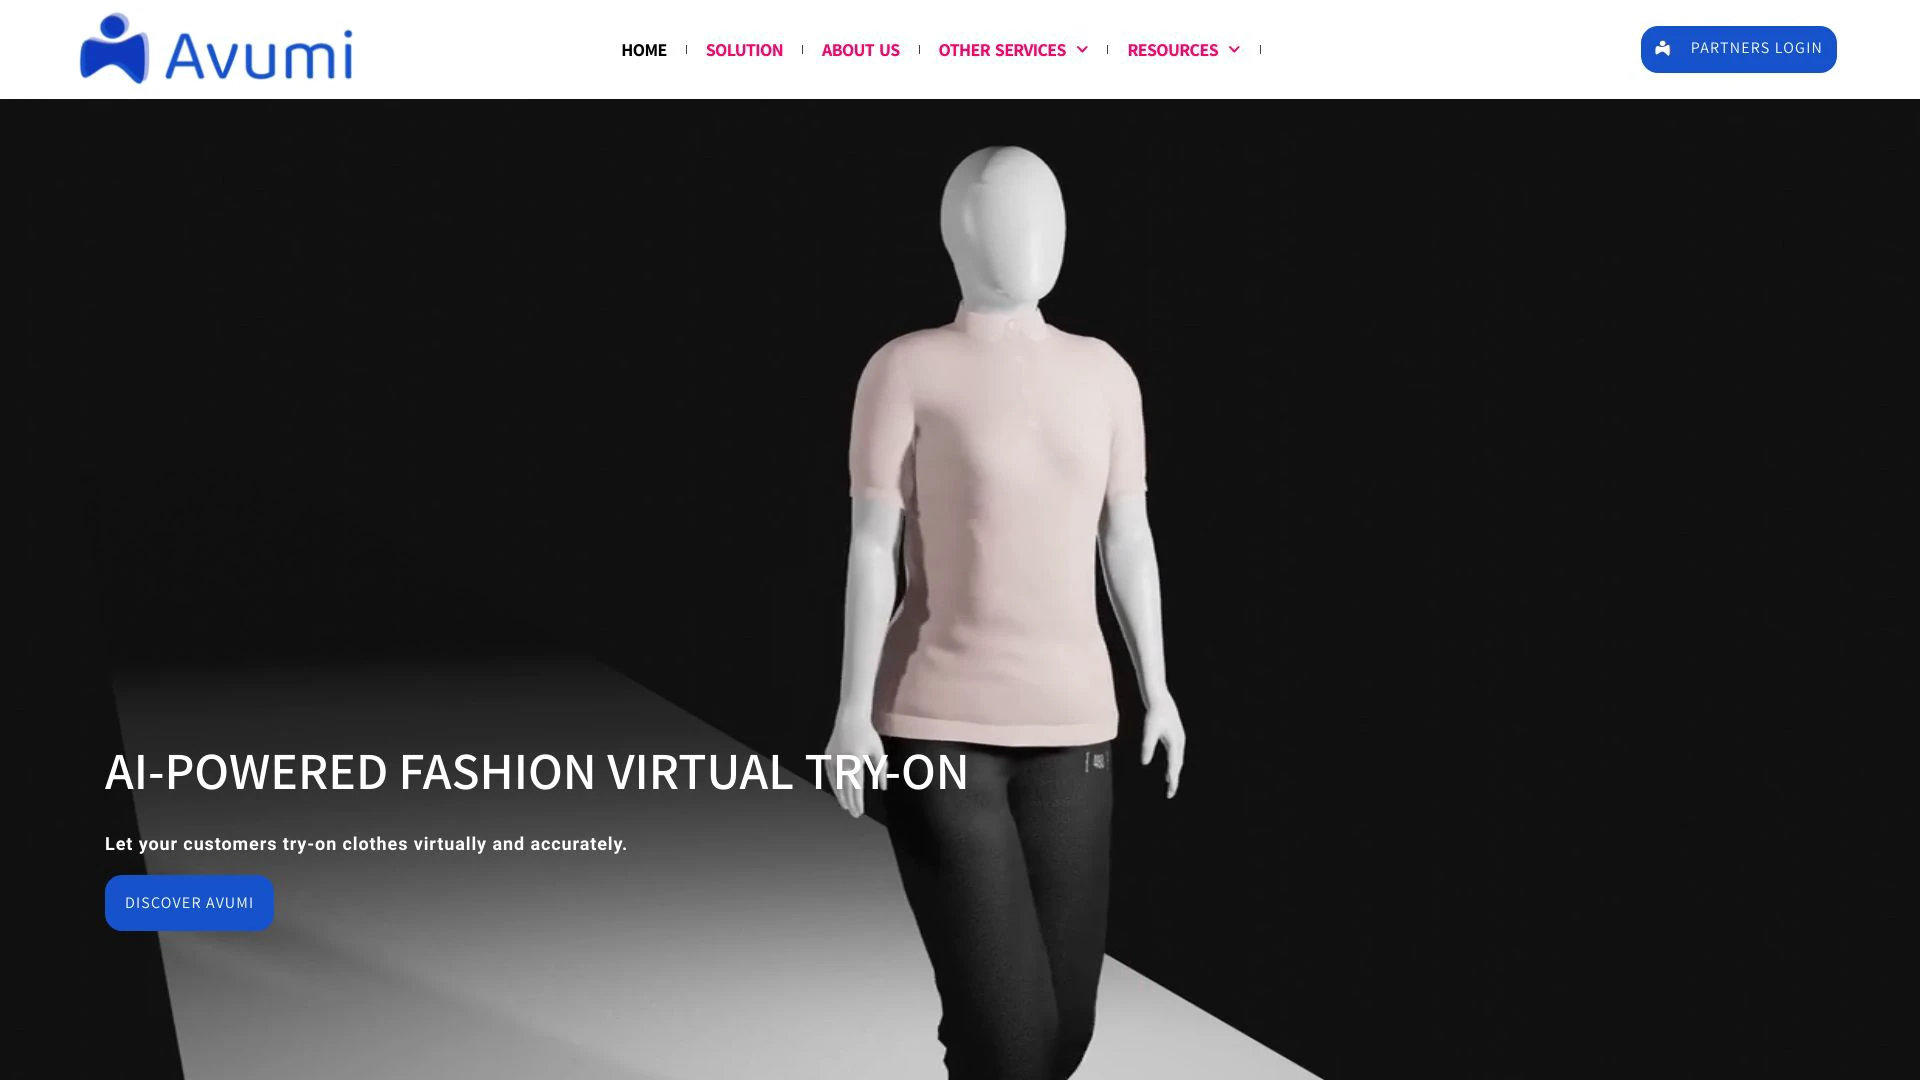 Avumi
HOME
SOLUTION
ABOUT US
OTHER SERVICES
RESOURCES
PARTNERS LOGIN
AI-POWERED FASHION VIRTUAL TRY-ON
Let your customers try-on clothes virtually and accurately.
DISCOVER AVUMI